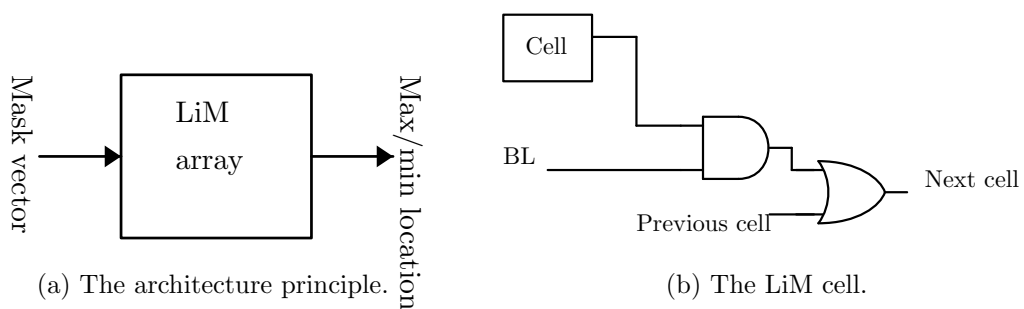 Mask vector
LiM
array
Max/min location
(a) The architecture principle.
Cell
BL
Previous cell
Next cell
(b) The LiM cell.